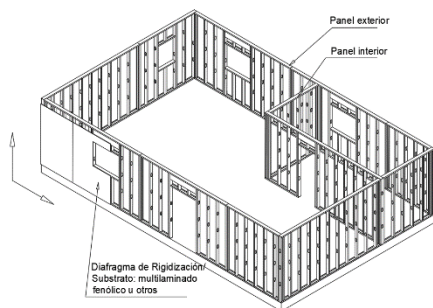 Panel exterior
Panel interior
Diafragma de Rigidización/
Substrato: multilaminado
fenólico u otros